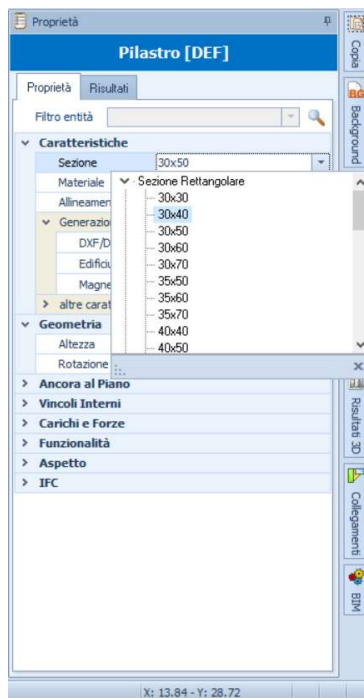 Proprietà
Pilastro [DEF]
Proprietà Risultati
Filtro entità
Caratteristiche
Sezione 30x50
Materiale
Allineamen
Generazio
DXF/D
Edificiu
Magne
altre carat
Sezione Rettangolare
30x30
30x40
30x50
30x60
30x70
35x50
35x60
35x70
40x40
40x50
Geometria
Altezza
Rotazione
Ancora al Piano
Vincoli Interni
Carichi e Forze
Funzionalità
Aspetto
IFC
Copia
BG
Background
Risultati 3D
Collegamenti
BIM
X: 13.84 - Y: 28.72